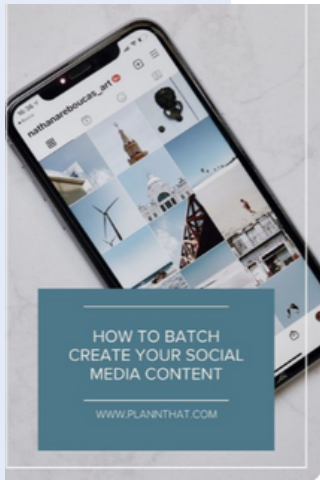 nathanareboucas_art
HOW TO BATCH
CREATE YOUR SOCIAL
MEDIA CONTENT
WWW.PLANNTHAT.COM